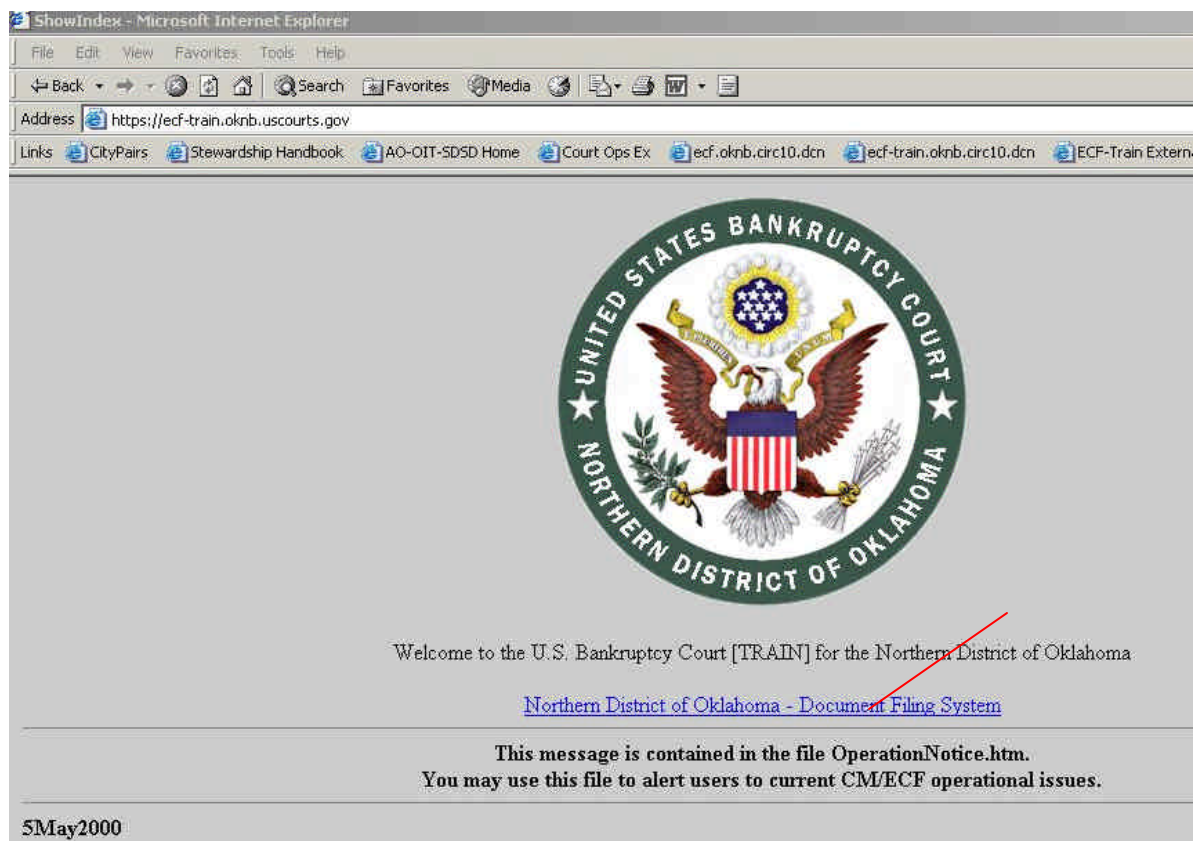 ShowIndex - Microsoft Internet Explorer
File Edit View Favorites Tools Help
Back Search Favorites Media
Address https://ecf-train.oknb.uscourts.gov
Links CityPairs Stewardship Handbook AO-OIT-SDSD Home Court Ops Ex ecf.oknb.circ10.dcn ecf-train.oknb.circ10.dcn ECF-Train Extern
UNITED STATES BANKRUPTCY COURT
NORTHERN DISTRICT OF OKLAHOMA
Welcome to the U.S. Bankruptcy Court [TRAIN] for the Northern District of Oklahoma
Northern District of Oklahoma - Document Filing System
This message is contained in the file OperationNotice.htm.
You may use this file to alert users to current CM/ECF operational issues.
5May2000